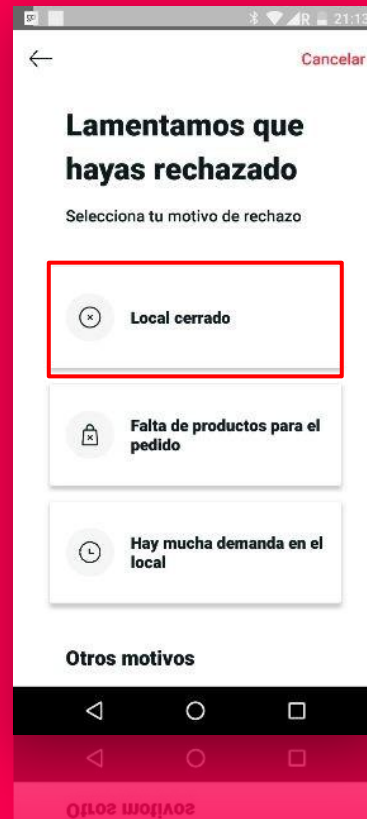 R 21:13
Cancelar
Lamentamos que
hayas rechazado
Selecciona tu motivo de rechazo
Local cerrado
Falta de productos para el
pedido
Hay mucha demanda en el
local
Otros motivos
Otros motivos